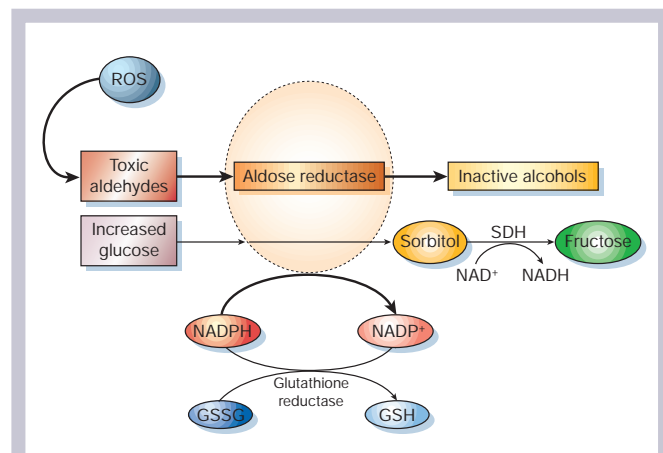 ROS
Toxic
aldehydes
Aldose reductase
Inactive alcohols
Increased
glucose
Sorbitol
SDH
Fructose
NAD⁺
NADH
NADPH
NADP⁺
Glutathione
reductase
GSSG
GSH